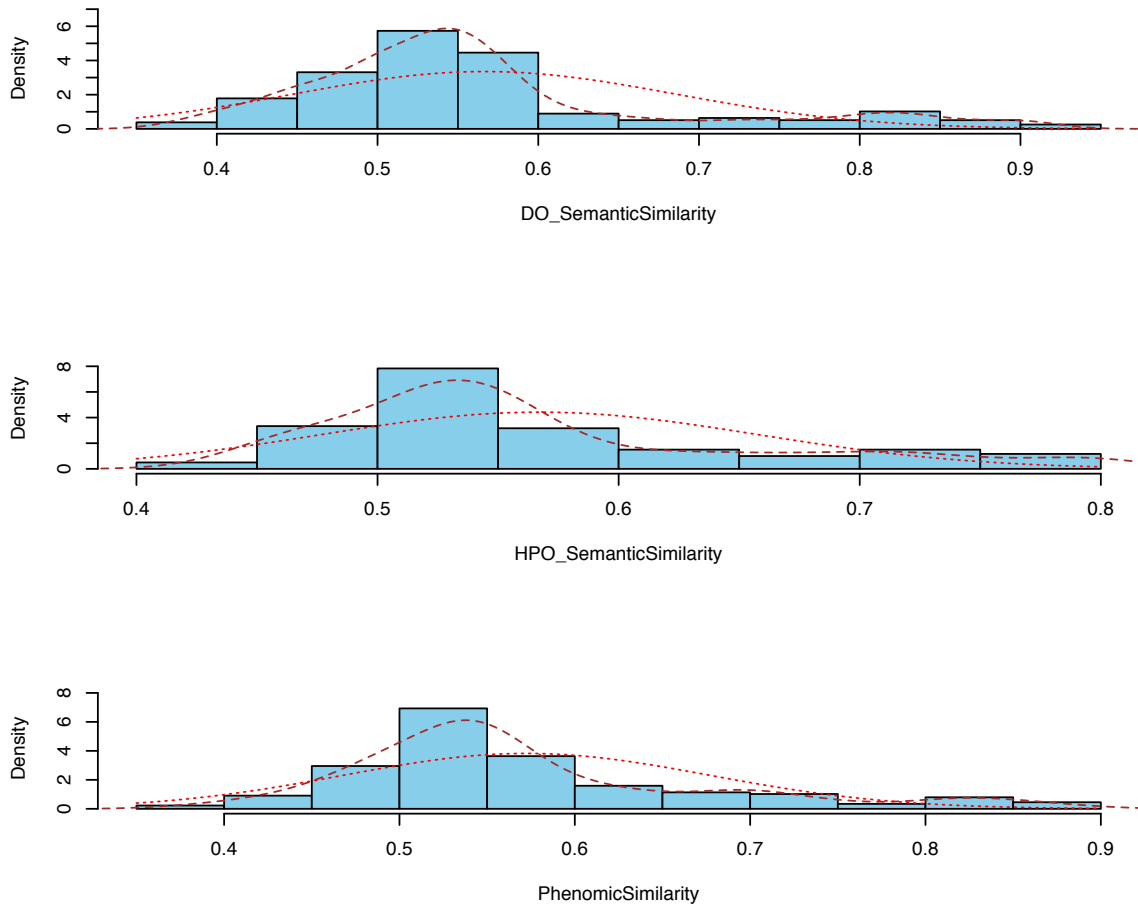 Density
0 2 4 6
0.4 0.5 0.6 0.7 0.8 0.9
DO_SemanticSimilarity
Density
0 4 8
0.4 0.5 0.6 0.7 0.8
HPO_SemanticSimilarity
Density
0 2 4 6 8
0.4 0.5 0.6 0.7 0.8 0.9
PhenomicSimilarity